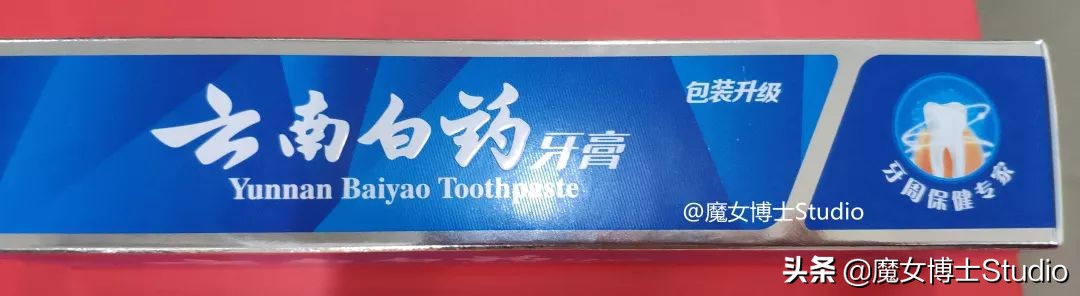 包装升级
云南白药牙膏
Yunnan Baiyao Toothpaste
牙周保健专家
@魔女博士Studio
头条 @魔女博士Studio